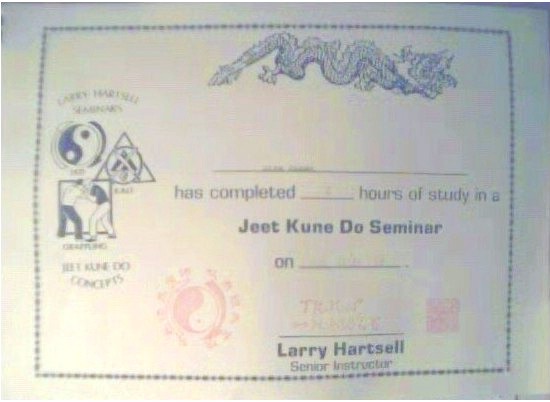 LARRY HARTSELL
SEMINARS
JKD
KALI
GRAPPLING
JEET KUNE DO
CONCEPTS
has completed hours of study in a
Jeet Kune Do Seminar
on .
Larry Hartsell
Senior Instructor